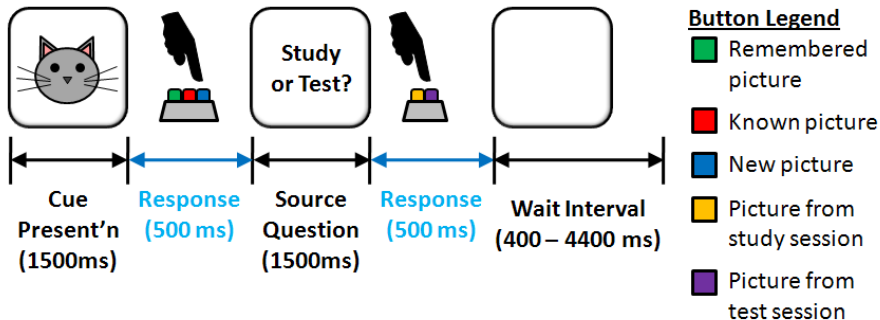 Study
or Test?
Cue
Present'n
(1500ms)
Response
(500 ms)
Source
Question
(1500ms)
Response
(500 ms)
Wait Interval
(400 – 4400 ms)
Button Legend
Remembered
picture
Known picture
New picture
Picture from
study session
Picture from
test session